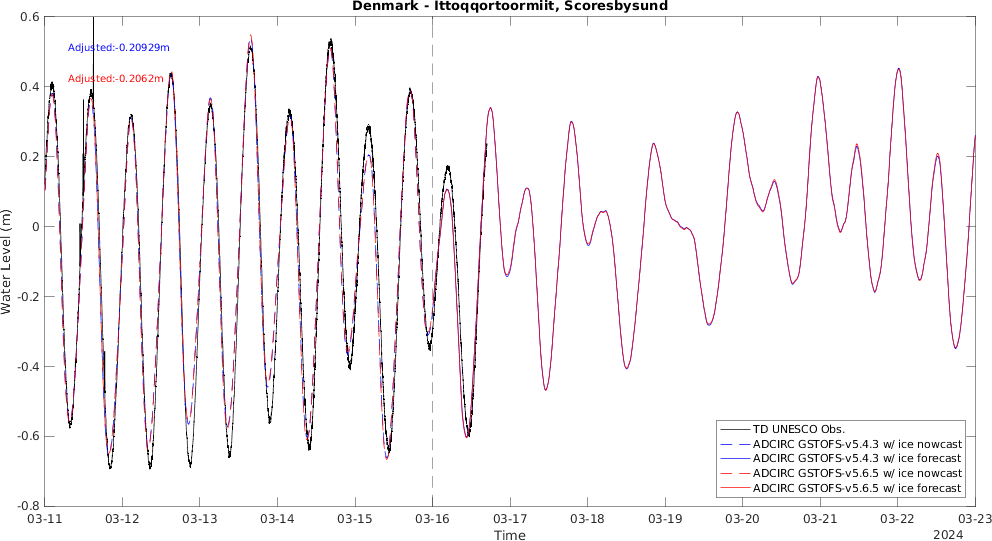 Denmark - Ittoqqortoormiit, Scoresbysund
Water Level (m)
0.6
0.4
0.2
0
-0.2
-0.4
-0.6
-0.8
Adjusted:-0.20929m
Adjusted:-0.2062m
TD UNESCO Obs.
ADCIRC GSTOFS-v5.4.3 w/ ice nowcast
ADCIRC GSTOFS-v5.4.3 w/ ice forecast
ADCIRC GSTOFS-v5.6.5 w/ ice nowcast
ADCIRC GSTOFS-v5.6.5 w/ ice forecast
03-11 03-12 03-13 03-14 03-15 03-16 03-17 03-18 03-19 03-20 03-21 03-22 03-23
Time
2024